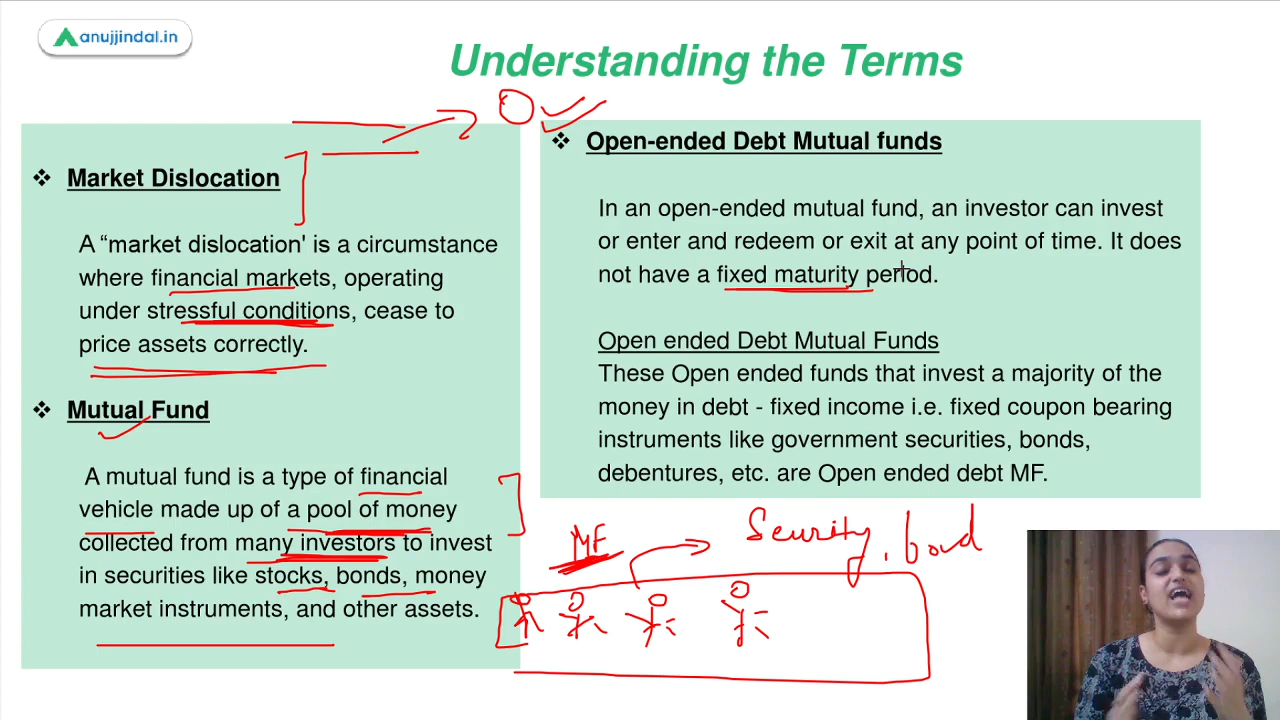 anujjindal.in
Understanding the Terms
❖ Market Dislocation
A “market dislocation' is a circumstance
where financial markets, operating
under stressful conditions, cease to
price assets correctly.
❖ Mutual Fund
A mutual fund is a type of financial
vehicle made up of a pool of money
collected from many investors to invest
in securities like stocks, bonds, money
market instruments, and other assets.
❖ Open-ended Debt Mutual funds
In an open-ended mutual fund, an investor can invest
or enter and redeem or exit at any point of time. It does
not have a fixed maturity period.
Open ended Debt Mutual Funds
These Open ended funds that invest a majority of the
money in debt - fixed income i.e. fixed coupon bearing
instruments like government securities, bonds,
debentures, etc. are Open ended debt MF.
MF
Security, bond